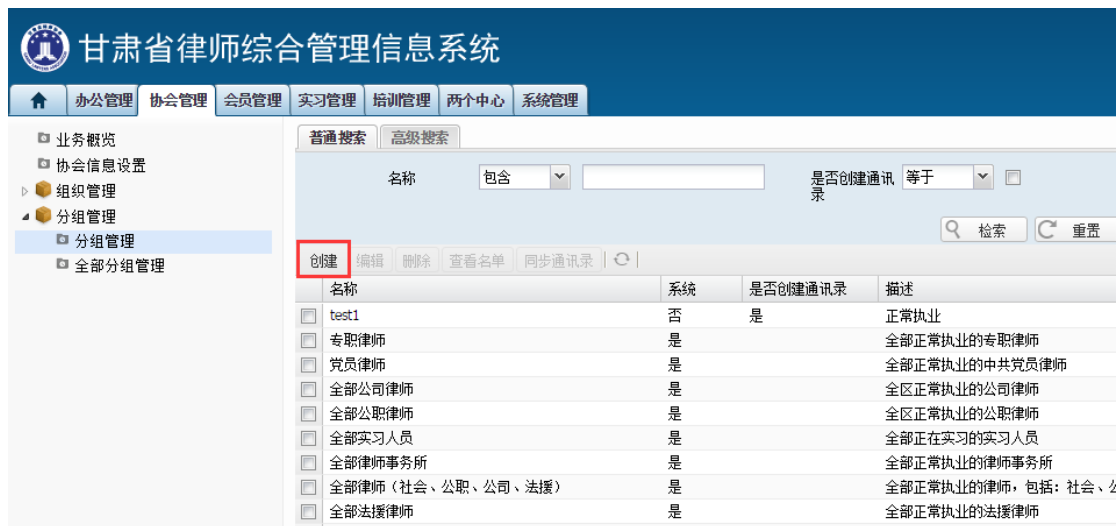 甘肃省律师综合管理信息系统
办公管理 协会管理 会员管理 实习管理 培训管理 两个中心 系统管理
业务概览
协会信息设置
组织管理
分组管理
分组管理
全部分组管理
普通搜索 高级搜索
名称 包含 是否创建通讯录 等于
检索 重置
创建 编辑 删除 查看名单 同步通讯录
名称 系统 是否创建通讯录 描述
test1 否 是 正常执业
专职律师 是 全部正常执业的专职律师
党员律师 是 全部正常执业的中共党员律师
全部公司律师 是 全区正常执业的公司律师
全部公职律师 是 全区正常执业的公职律师
全部实习人员 是 全部正在实习的实习人员
全部律师事务所 是 全部正常执业的律师事务所
全部律师（社会、公职、公司、法援） 是 全部正常执业的律师，包括：社会、公
全部法援律师 是 全部正常执业的法援律师